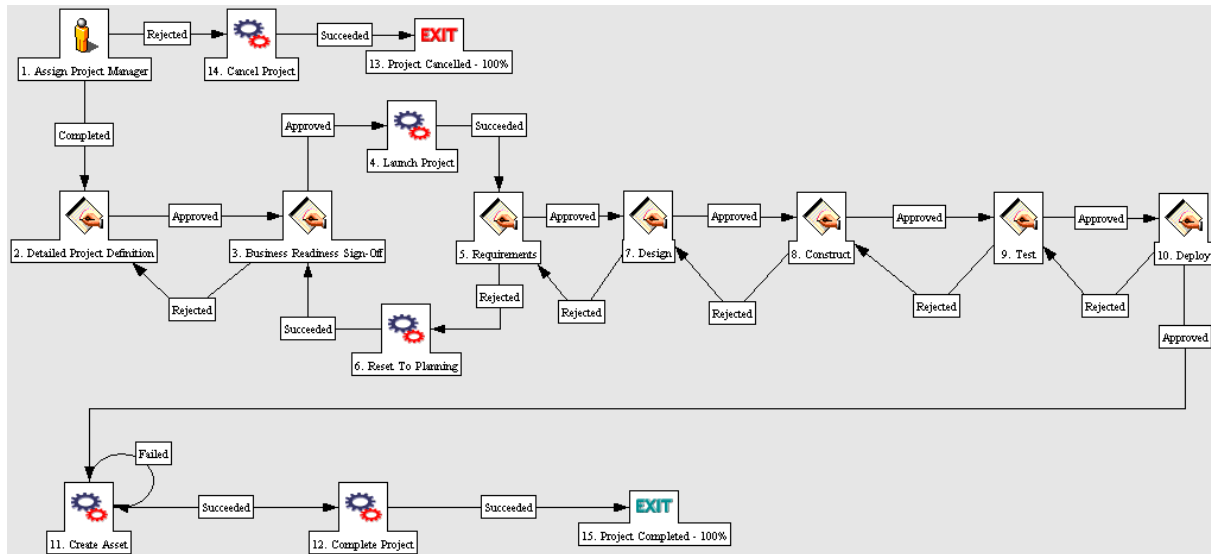 Rejected
Succeeded
EXIT
1. Assign Project Manager
14. Cancel Project
13. Project Cancelled - 100%
Completed
Approved
Succeeded
4. Launch Project
Approved
Approved
Approved
Approved
Approved
2. Detailed Project Definition
3. Business Readiness Sign-Off
5. Requirements
7. Design
8. Construct
9. Test
10. Deploy
Rejected
Rejected
Rejected
Rejected
Rejected
Rejected
Succeeded
6. Reset To Planning
Approved
Failed
Succeeded
Succeeded
EXIT
11. Create Asset
12. Complete Project
15. Project Completed - 100%